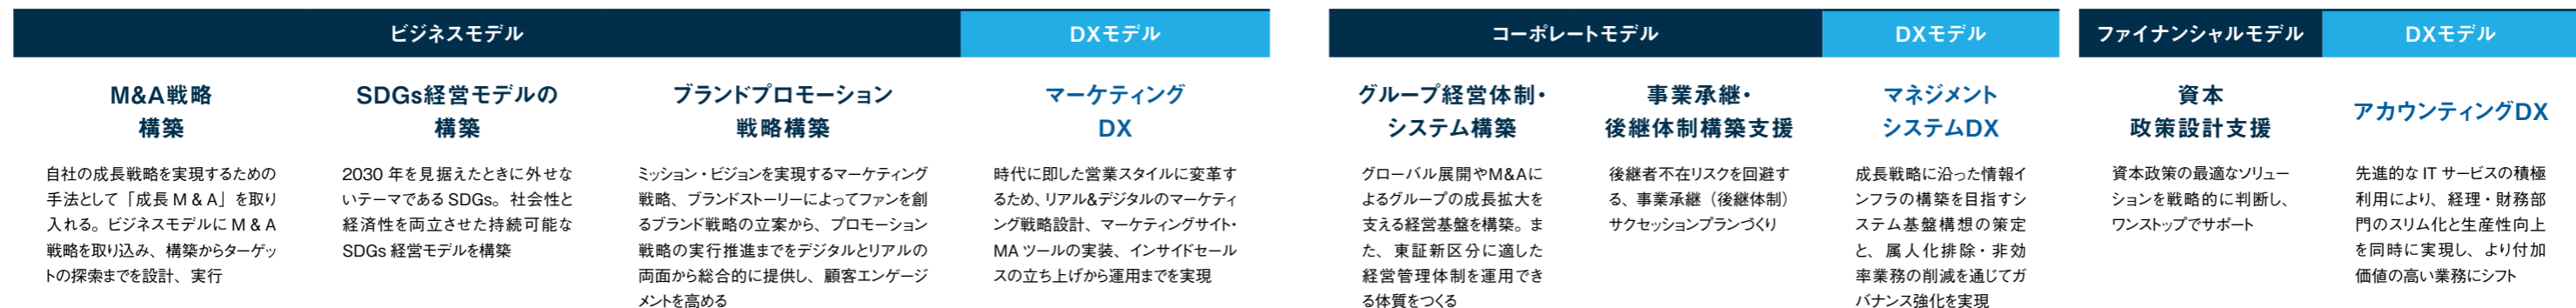 ビジネスモデル
DXモデル
M&A戦略
構築
自社の成長戦略を実現するための
手法として「成長 M & A」を取り
入れる。ビジネスモデルに M & A
戦略を取り込み、構築からターゲッ
トの探索までを設計、実行
SDGs経営モデルの
構築
2030 年を見据えたときに外せな
いテーマである SDGs。社会性と
経済性を両立させた持続可能な
SDGs 経営モデルを構築
ブランドプロモーション
戦略構築
ミッション・ビジョンを実現するマーケティング
戦略、ブランドストーリーによってファンを創
るブランド戦略の立案から、プロモーション
戦略の実行推進までをデジタルとリアルの
両面から総合的に提供し、顧客エンゲージ
メントを高める
マーケティング
DX
時代に即した営業スタイルに変革す
るため、リアル&デジタルのマーケティ
ング戦略設計、マーケティングサイト・
MA ツールの実装、インサイドセール
スの立ち上げから運用までを実現
コーポレートモデル
DXモデル
グループ経営体制・
システム構築
グローバル展開やM&Aに
よるグループの成長拡大を
支える経営基盤を構築。ま
た、東証新区分に適した
経営管理体制を運用でき
る体質をつくる
事業承継・
後継体制構築支援
後継者不在リスクを回避す
る、事業承継（後継体制）
サクセッションプランづくり
マネジメント
システムDX
成長戦略に沿った情報イ
ンフラの構築を目指すシ
ステム基盤構想の策定
と、属人化排除・非効
率業務の削減を通じてガ
バナンス強化を実現
ファイナンシャルモデル
DXモデル
資本
政策設計支援
資本政策の最適なソリュー
ションを戦略的に判断し、
ワンストップでサポート
アカウンティングDX
先進的な IT サービスの積極
利用により、経理・財務部
門のスリム化と生産性向上
を同時に実現し、より付加
価値の高い業務にシフト